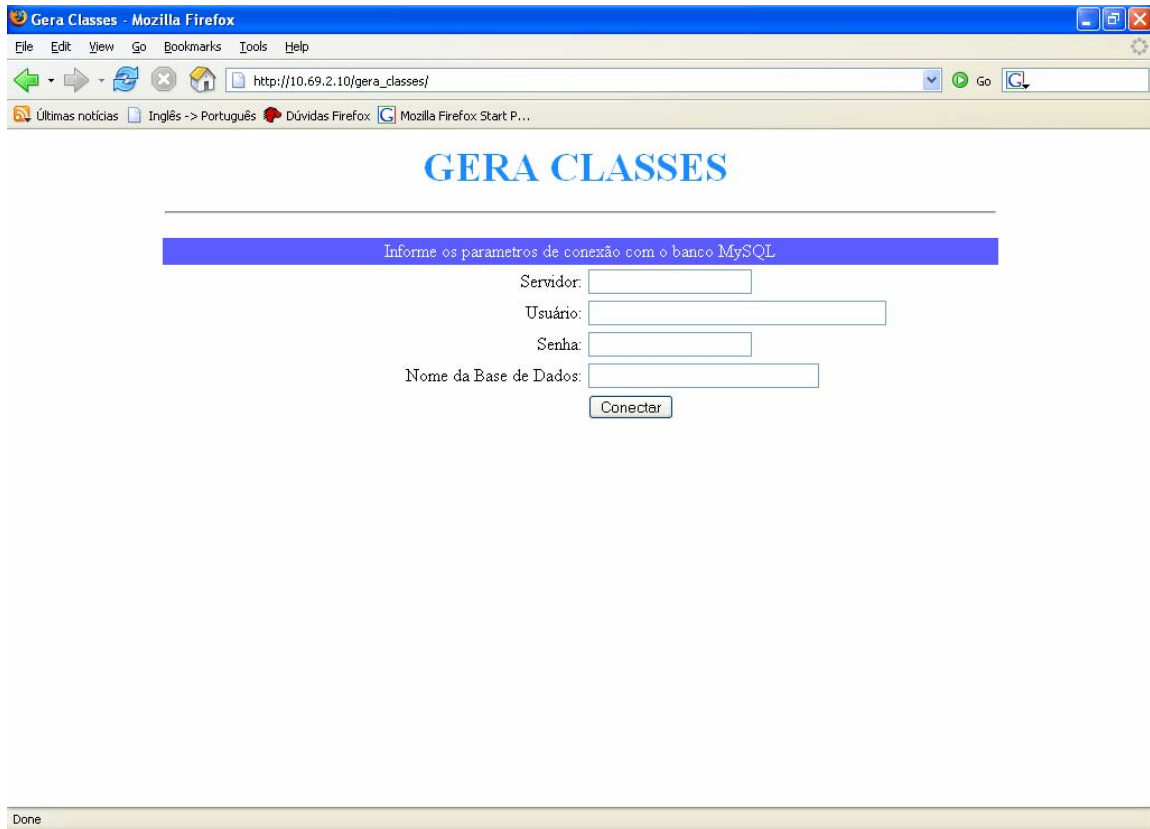 Gera Classes - Mozilla Firefox
File Edit View Go Bookmarks Tools Help
http://10.69.2.10/gera_classes/ Go G
Últimas notícias Inglês -> Português Dúvidas Firefox G Mozilla Firefox Start P...
GERA CLASSES
Informe os parametros de conexão com o banco MySQL
Servidor:
Usuário:
Senha:
Nome da Base de Dados:
Conectar
Done